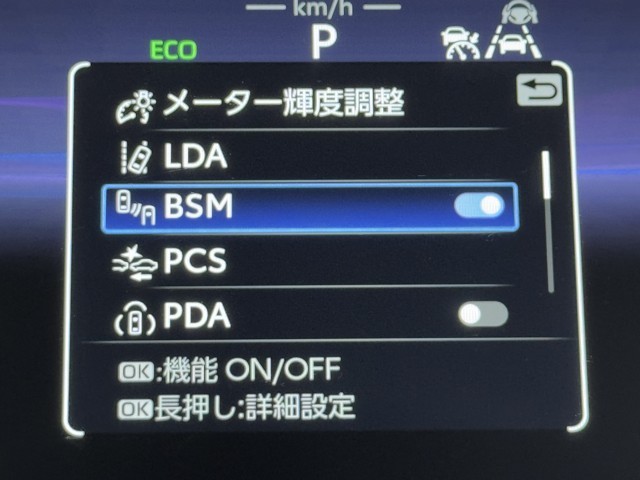 km/h
ECO
P
メーター輝度調整
LDA
BSM
PCS
PDA
OK:機能 ON/OFF
OK長押し:詳細設定